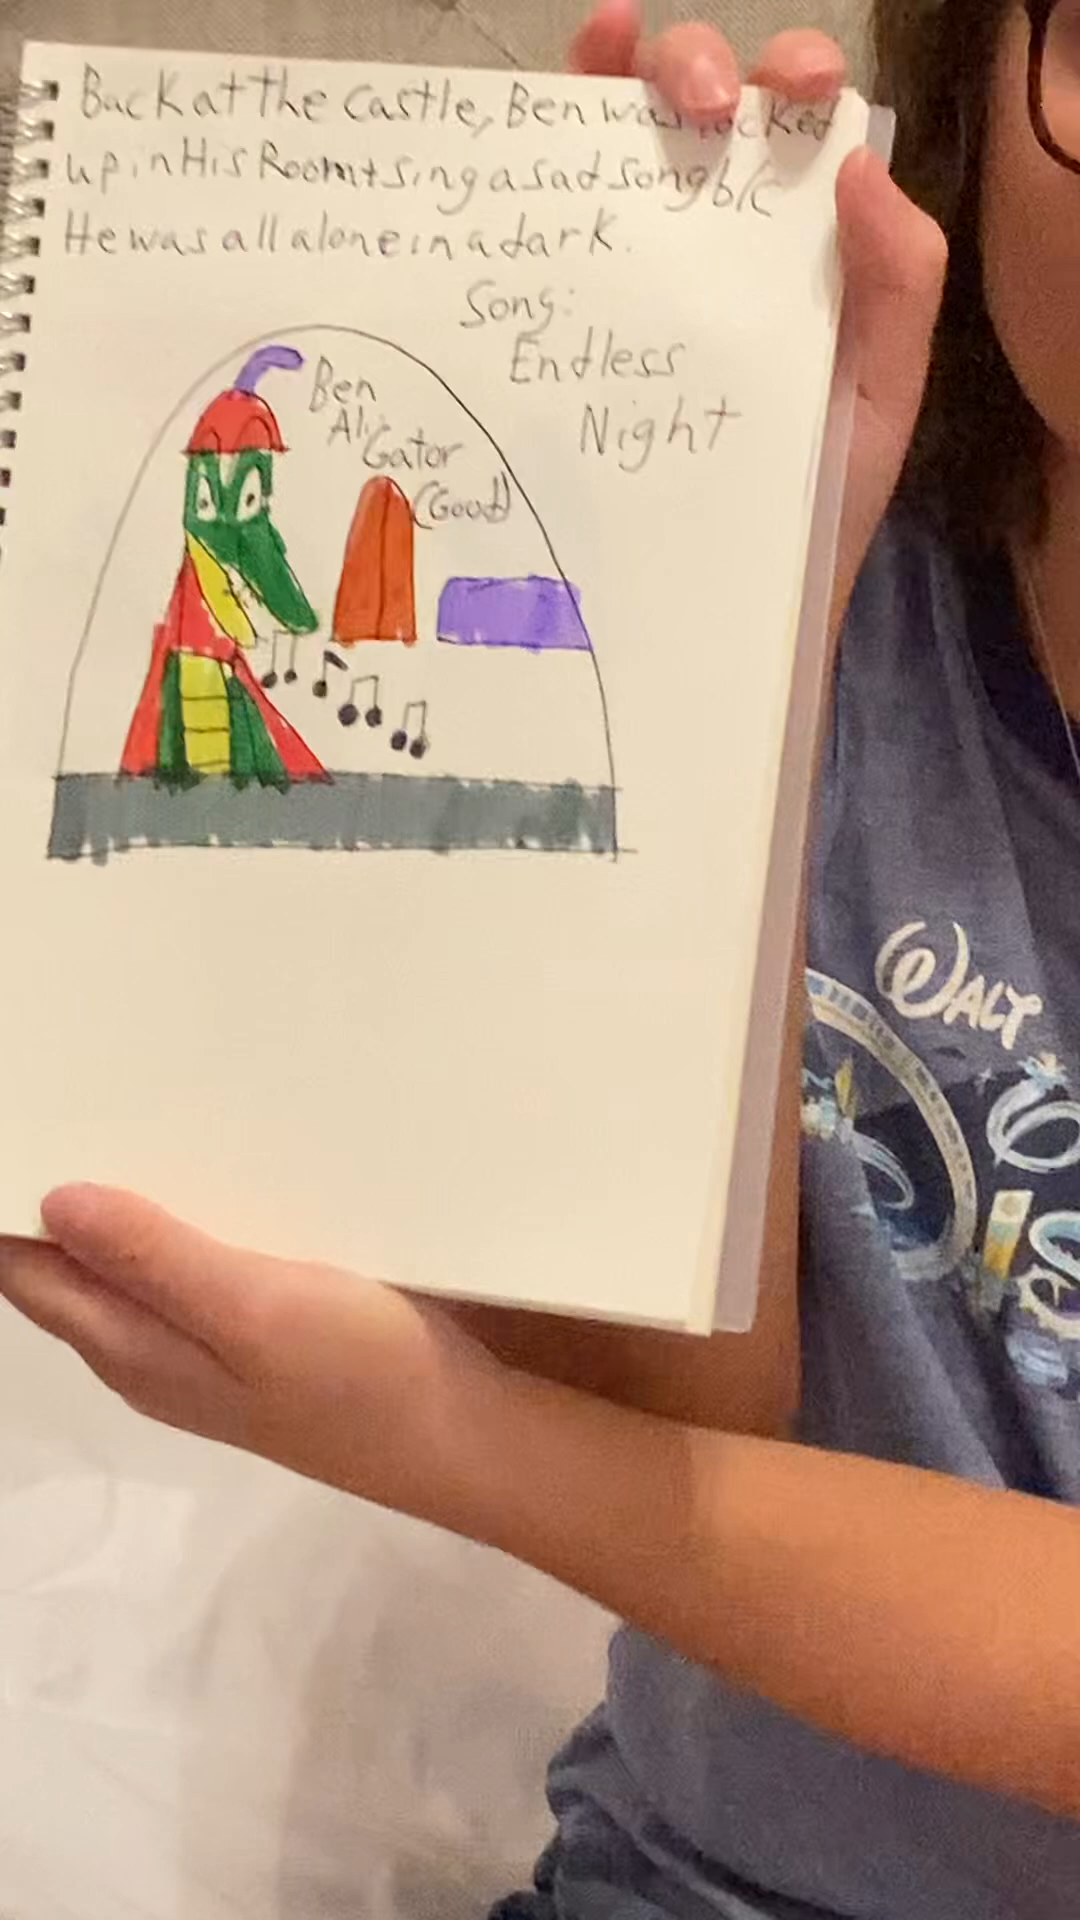 Back at the Castle, Ben was locked
up in His Room + sing a sad song b/c
He was all alone in a dark.
Song:
Endless
Night
Ben
Ali
Gator
(Good)
WALT